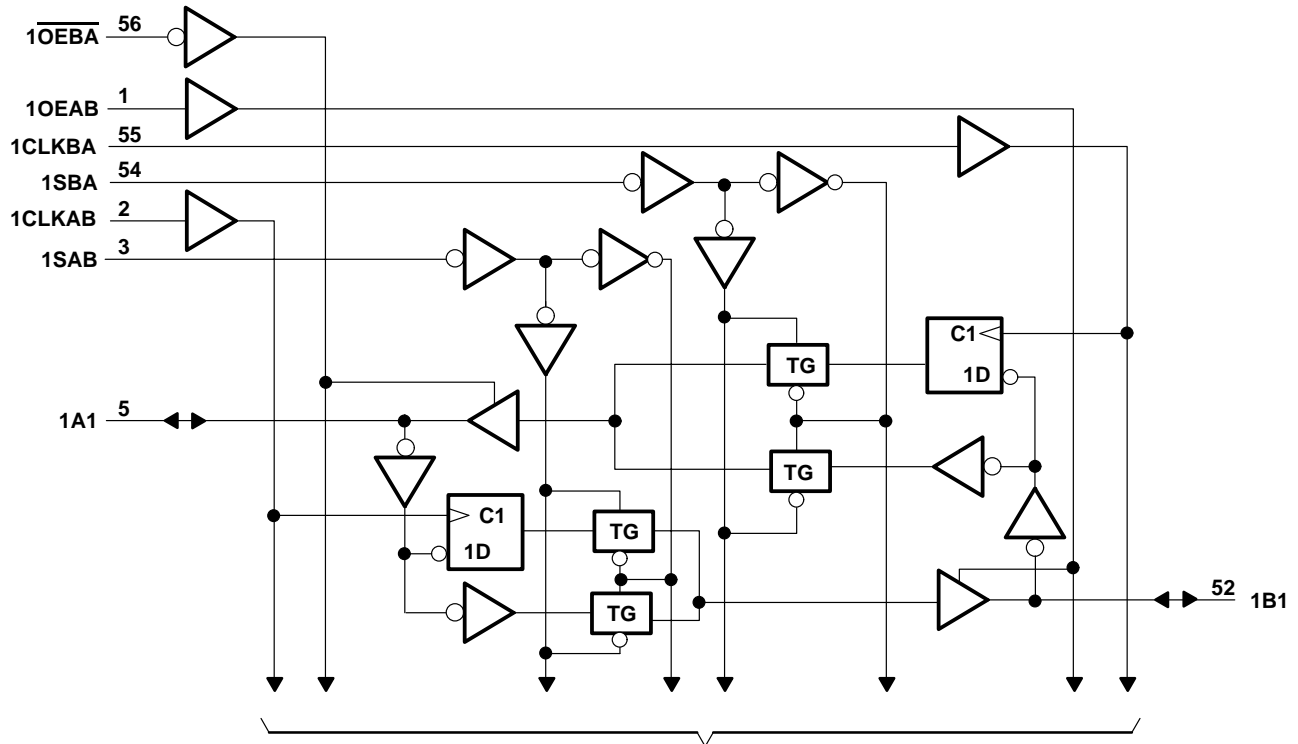 1O̅E̅B̅A̅ 56
1OEAB 1
1CLKBA 55
1SBA 54
1CLKAB 2
1SAB 3
C1
1D
TG
1A1 5
TG
C1
1D
TG
TG
52 1B1